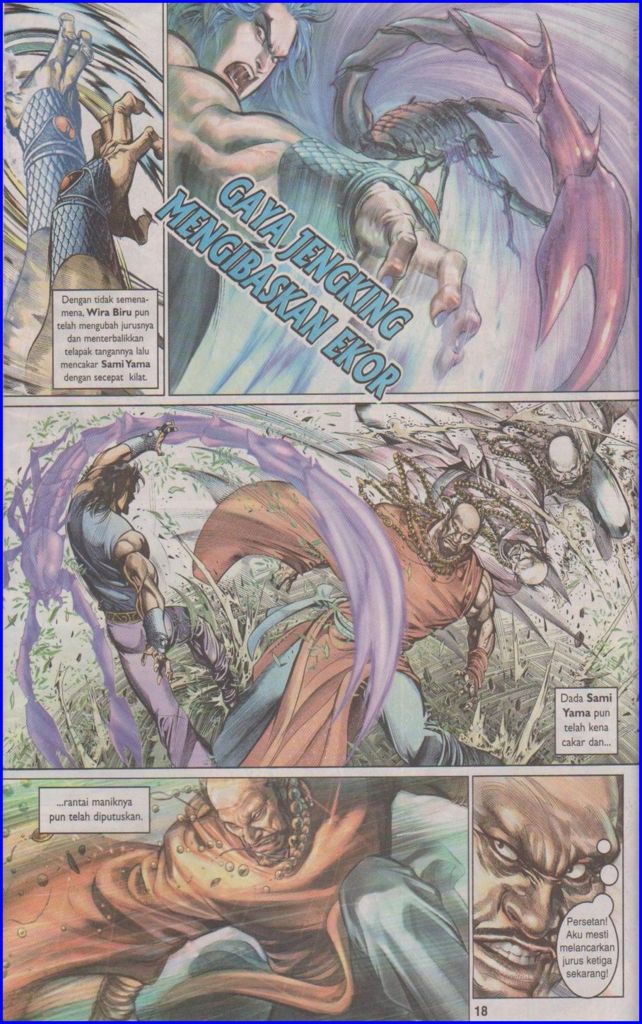 Dengan tidak semena-
mena, Wira Biru pun
telah mengubah jurusnya
dan menterbalikkan
telapak tangannya lalu
mencakar Sami Yama
dengan secepat kilat.
GAYA JENGKING
MENGIBASKAN EKOR
Dada Sami
Yama pun
telah kena
cakar dan...
...rantai maniknya
pun telah diputuskan.
Persetan!
Aku mesti
melancarkan
jurus ketiga
sekarang!
18